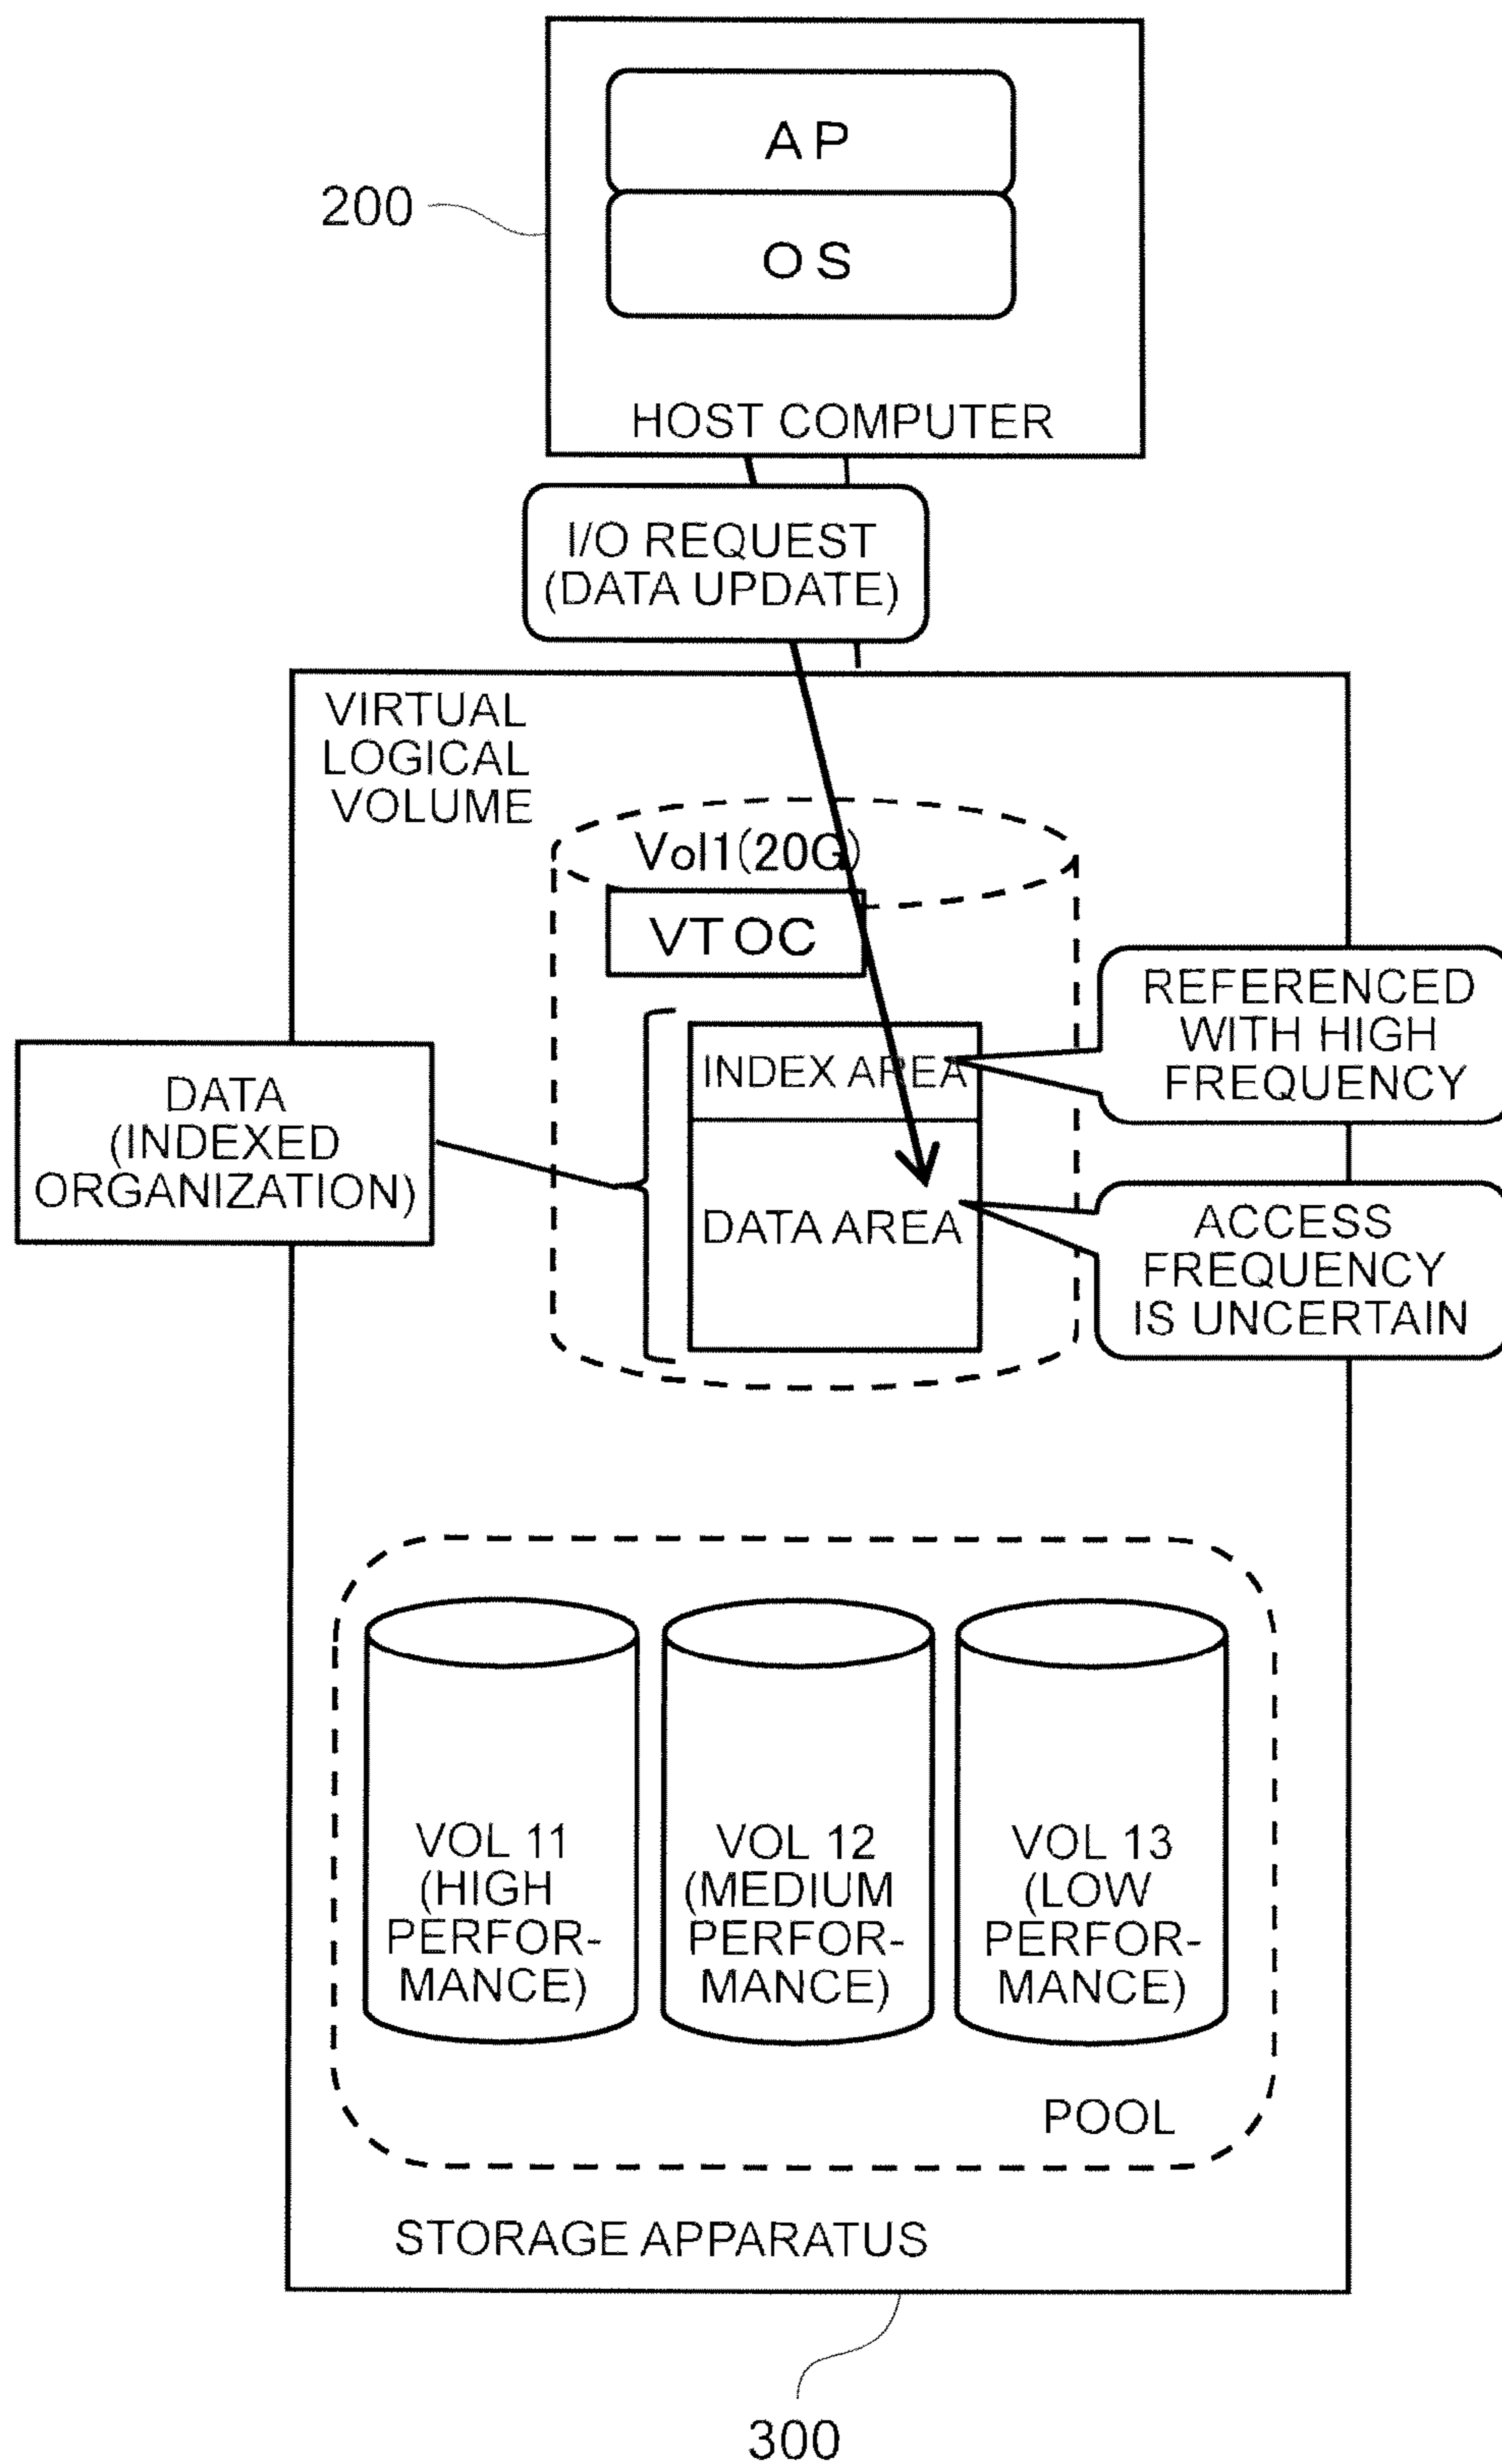 AP
200
OS
HOST COMPUTER
I/O REQUEST
(DATA UPDATE)
VIRTUAL
LOGICAL
VOLUME
Vol1(20G)
VTOC
REFERENCED
WITH HIGH
FREQUENCY
INDEX AREA
DATA
(INDEXED
ORGANIZATION)
DATA AREA
ACCESS
FREQUENCY
IS UNCERTAIN
VOL 11
(HIGH
PERFOR-
MANCE)
VOL 12
(MEDIUM
PERFOR-
MANCE)
VOL 13
(LOW
PERFOR-
MANCE)
POOL
STORAGE APPARATUS
300